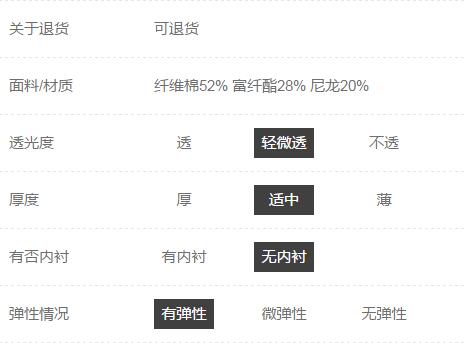 关于退货 可退货
面料/材质 纤维棉52% 富纤酯28% 尼龙20%
透光度 透 轻微透 不透
厚度 厚 适中 薄
有否内衬 有内衬 无内衬
弹性情况 有弹性 微弹性 无弹性